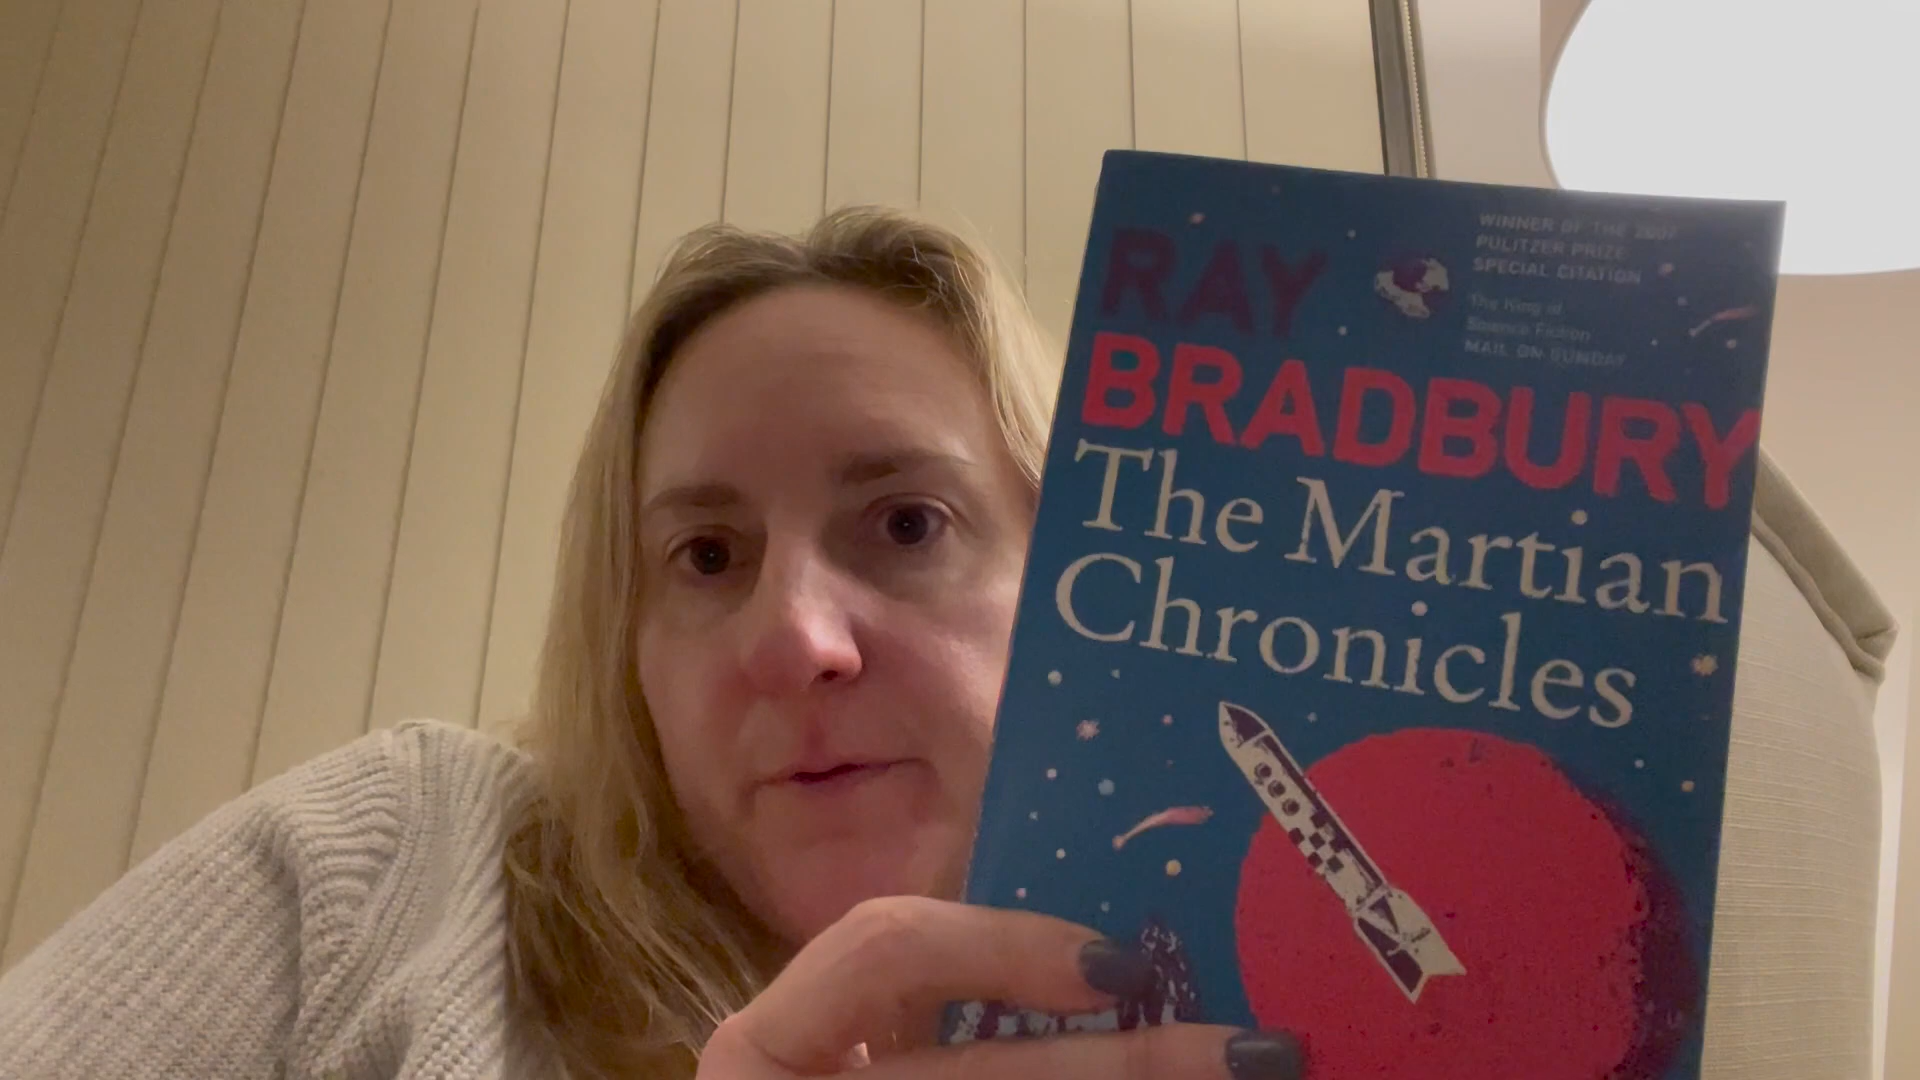 RAY
BRADBURY
The Martian
Chronicles
WINNER OF THE 2007
PULITZER PRIZE
SPECIAL CITATION
The King of
Science Fiction
MAIL ON SUNDAY